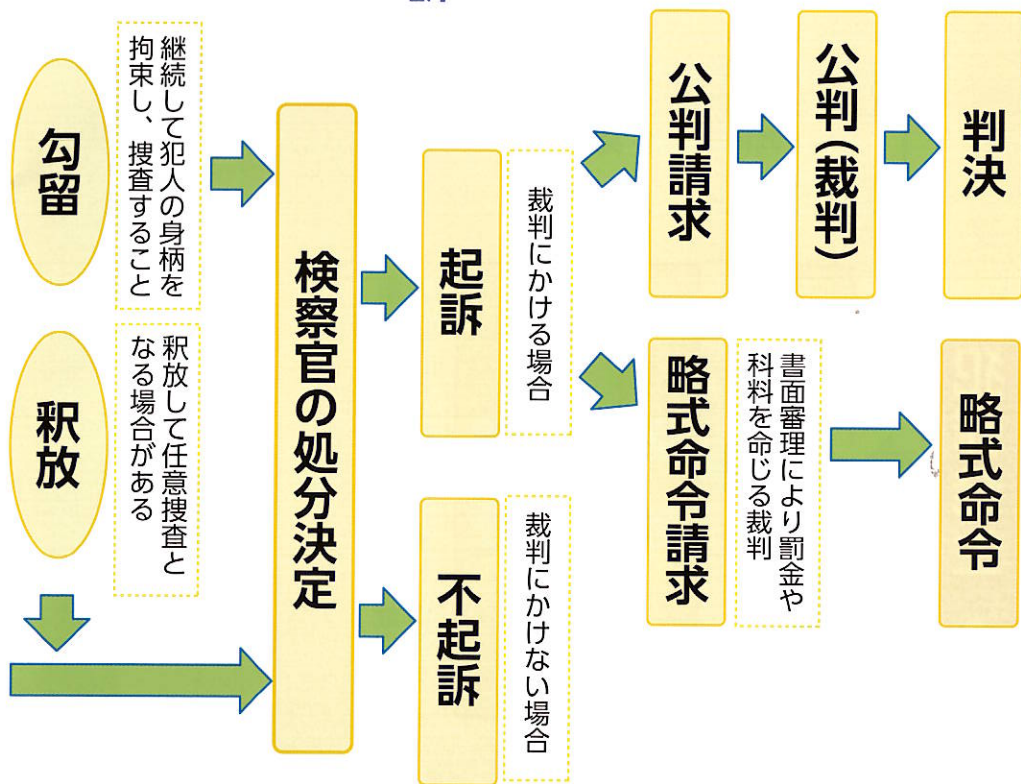 勾留
継続して犯人の身柄を
拘束し、捜査すること
釈放
釈放して任意捜査と
なる場合がある
検察官の処分決定
起訴
裁判にかける場合
不起訴
裁判にかけない場合
公判請求
公判（裁判）
判決
略式命令請求
書面審理により罰金や
科料を命じる裁判
略式命令